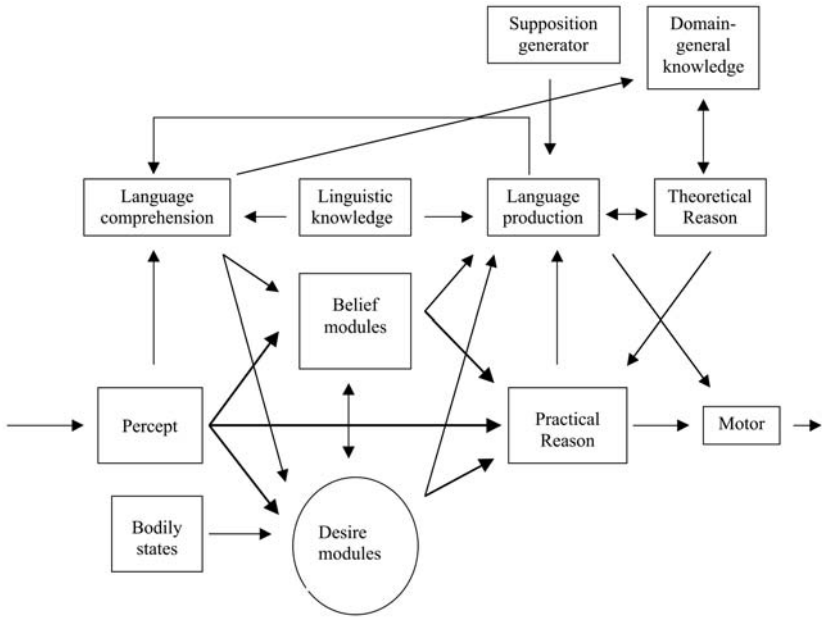 Supposition
generator
Domain-
general
knowledge
Language
comprehension
Linguistic
knowledge
Language
production
Theoretical
Reason
Belief
modules
Percept
Practical
Reason
Motor
Bodily
states
Desire
modules